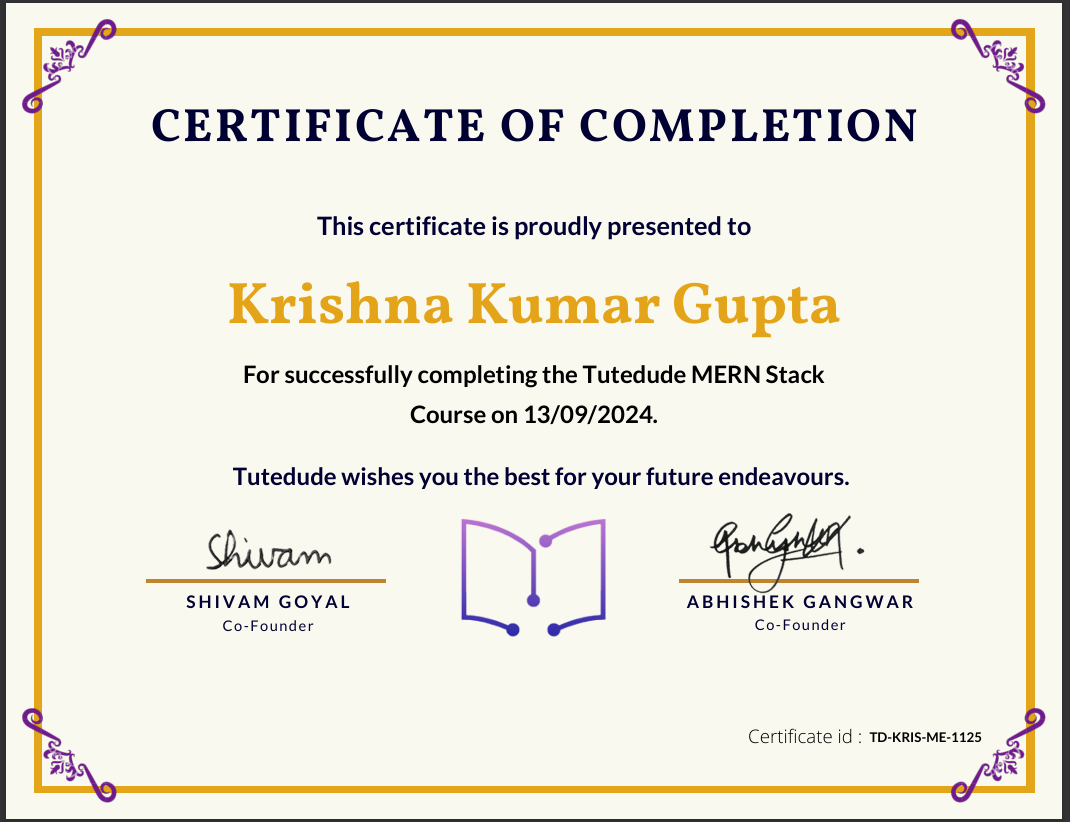 CERTIFICATE OF COMPLETION
This certificate is proudly presented to
Krishna Kumar Gupta
For successfully completing the Tutedude MERN Stack
Course on 13/09/2024.
Tutedude wishes you the best for your future endeavours.
Shivam
SHIVAM GOYAL
Co-Founder
ABHISHEK GANGWAR
Co-Founder
Certificate id : TD-KRIS-ME-1125